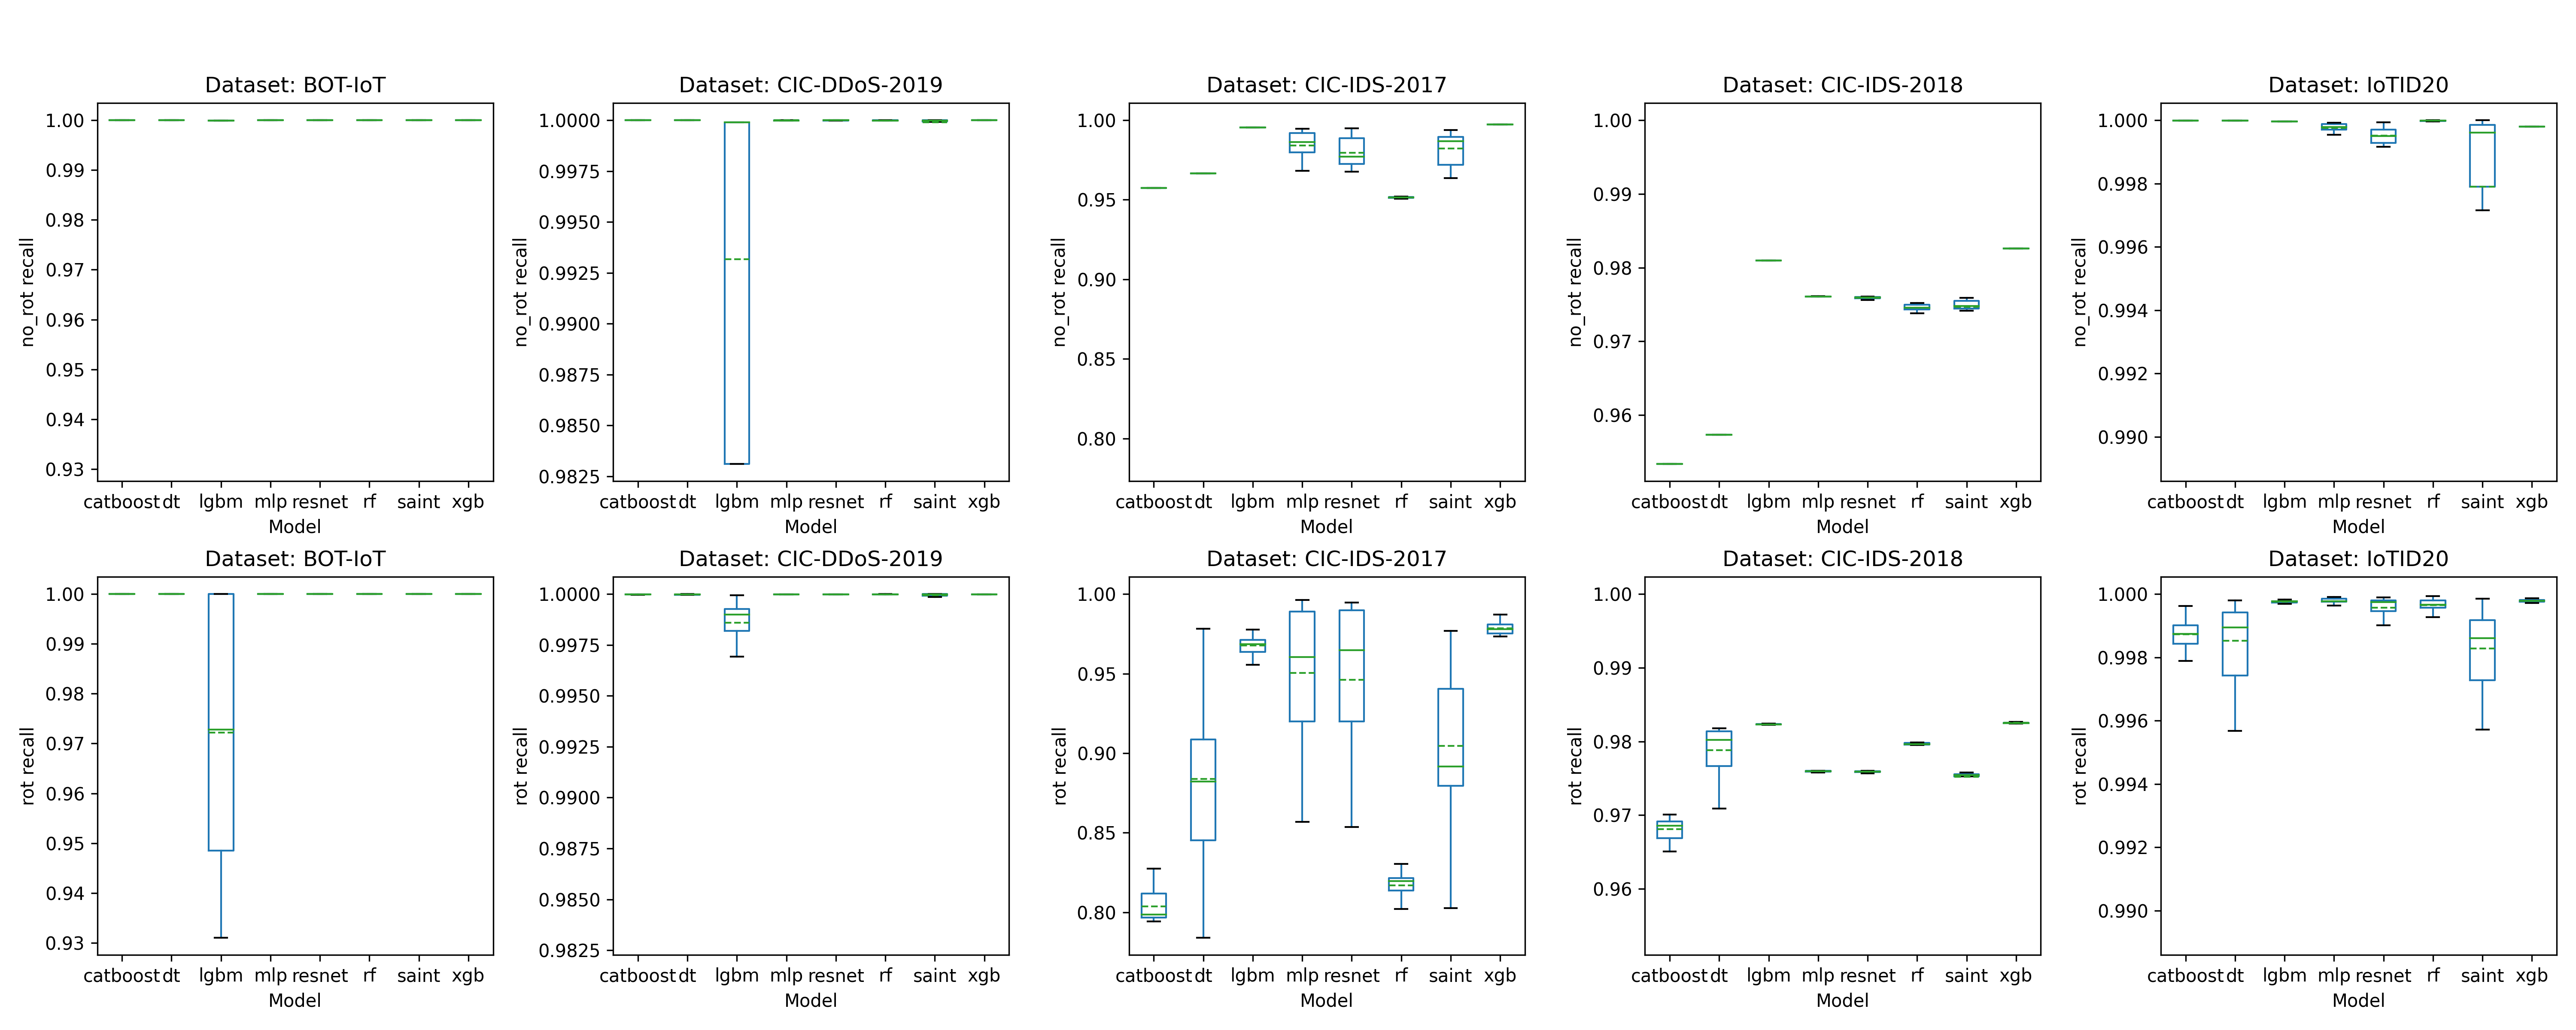 Dataset: BOT-IoT
no_rot recall
1.00
0.99
0.98
0.97
0.96
0.95
0.94
0.93
catboost dt lgbm mlp resnet rf saint xgb
Model
Dataset: CIC-DDoS-2019
no_rot recall
1.0000
0.9975
0.9950
0.9925
0.9900
0.9875
0.9850
0.9825
catboost dt lgbm mlp resnet rf saint xgb
Model
Dataset: CIC-IDS-2017
no_rot recall
1.00
0.95
0.90
0.85
0.80
catboost dt lgbm mlp resnet rf saint xgb
Model
Dataset: CIC-IDS-2018
no_rot recall
1.00
0.99
0.98
0.97
0.96
catboost dt lgbm mlp resnet rf saint xgb
Model
Dataset: IoTID20
no_rot recall
1.000
0.998
0.996
0.994
0.992
0.990
catboost dt lgbm mlp resnet rf saint xgb
Model
Dataset: BOT-IoT
rot recall
1.00
0.99
0.98
0.97
0.96
0.95
0.94
0.93
catboost dt lgbm mlp resnet rf saint xgb
Model
Dataset: CIC-DDoS-2019
rot recall
1.0000
0.9975
0.9950
0.9925
0.9900
0.9875
0.9850
0.9825
catboost dt lgbm mlp resnet rf saint xgb
Model
Dataset: CIC-IDS-2017
rot recall
1.00
0.95
0.90
0.85
0.80
catboost dt lgbm mlp resnet rf saint xgb
Model
Dataset: CIC-IDS-2018
rot recall
1.00
0.99
0.98
0.97
0.96
catboost dt lgbm mlp resnet rf saint xgb
Model
Dataset: IoTID20
rot recall
1.000
0.998
0.996
0.994
0.992
0.990
catboost dt lgbm mlp resnet rf saint xgb
Model